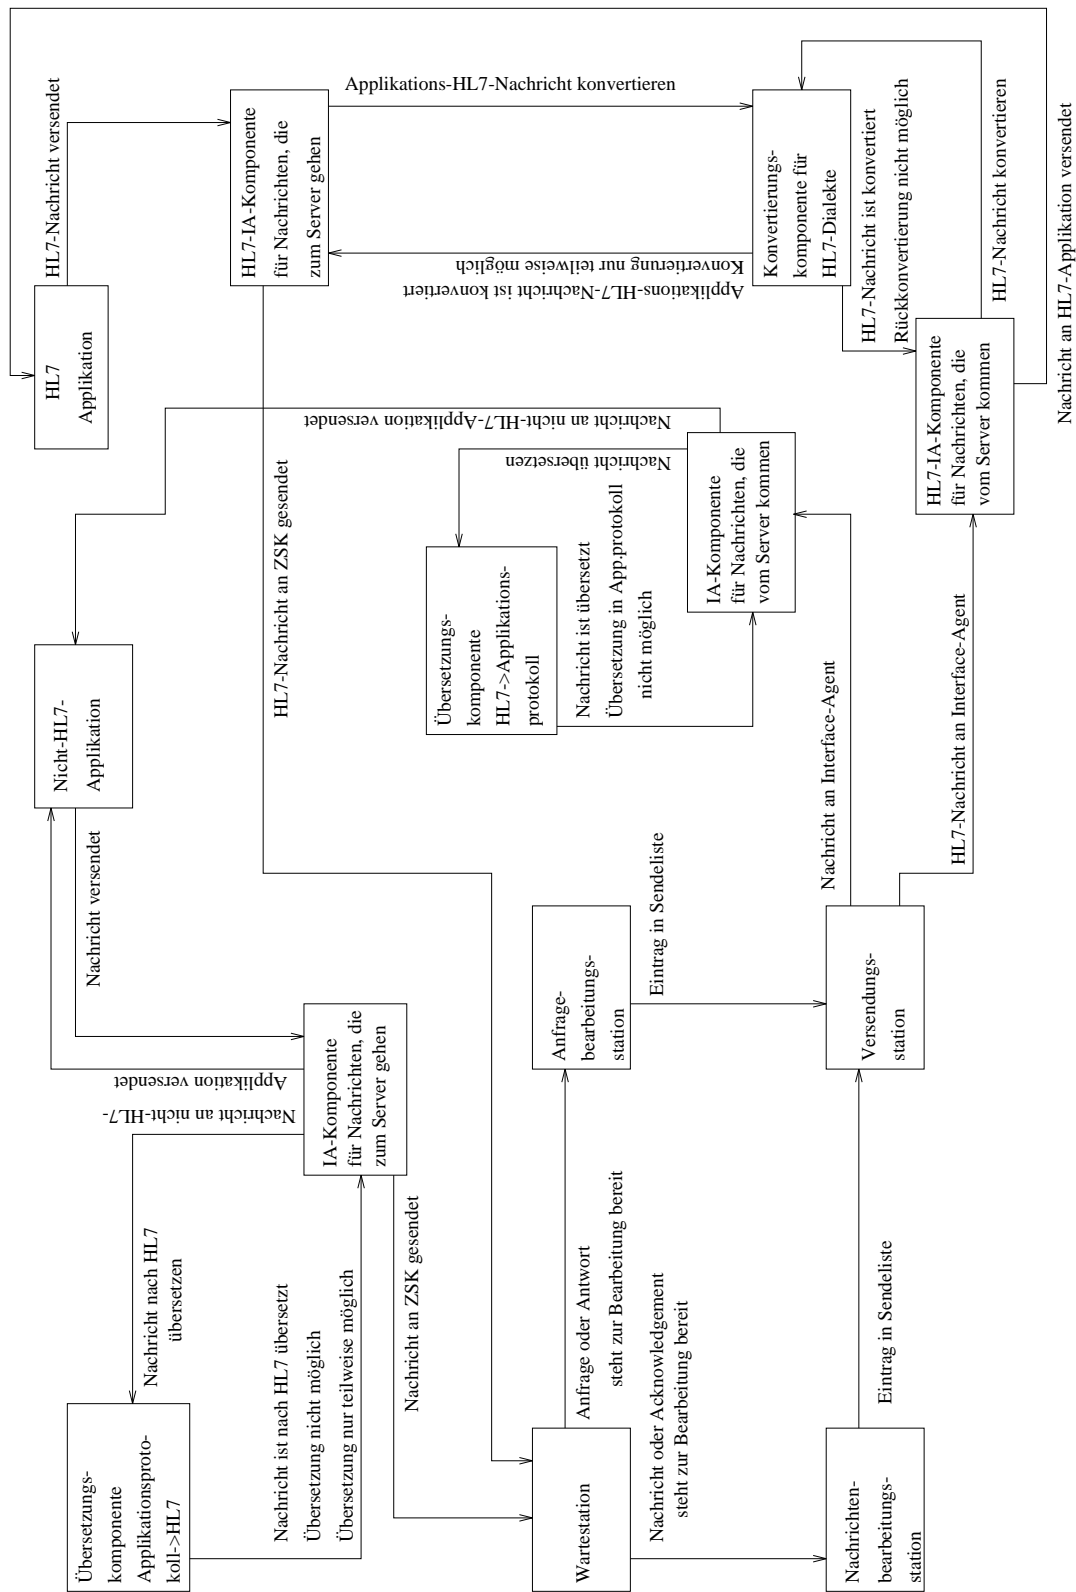 Übersetzungs-
komponente
Applikationsproto-
koll->HL7
Nachricht nach HL7
übersetzen
Nachricht ist nach HL7 übersetzt
Übersetzung nicht möglich
Übersetzung nur teilweise möglich
Nachricht an nicht-HL7-
Applikation versendet
IA-Komponente
für Nachrichten, die
zum Server gehen
Nachricht versendet
Nicht-HL7-
Applikation
Nachricht an ZSK gesendet
HL7
Applikation
HL7-Nachricht versendet
HL7-IA-Komponente
für Nachrichten, die
zum Server gehen
HL7-Nachricht an ZSK gesendet
Applikations-HL7-Nachricht konvertieren
Applikations-HL7-Nachricht ist konvertiert
Konvertierung nur teilweise möglich
Konvertierungs-
komponente für
HL7-Dialekte
HL7-Nachricht ist konvertiert
Rückkonvertierung nicht möglich
HL7-Nachricht konvertieren
Nachricht an HL7-Applikation versendet
HL7-IA-Komponente
für Nachrichten, die
vom Server kommen
Nachricht an nicht-HL7-Applikation versendet
Nachricht übersetzen
Übersetzungs-
komponente
HL7->Applikations-
protokoll
Nachricht ist übersetzt
Übersetzung in App.protokoll
nicht möglich
IA-Komponente
für Nachrichten, die
vom Server kommen
Wartestation
Anfrage oder Antwort
steht zur Bearbeitung bereit
Nachricht oder Acknowledgement
steht zur Bearbeitung bereit
Anfrage-
bearbeitungs-
station
Eintrag in Sendeliste
Nachrichten-
bearbeitungs-
station
Eintrag in Sendeliste
Versendungs-
station
Nachricht an Interface-Agent
HL7-Nachricht an Interface-Agent